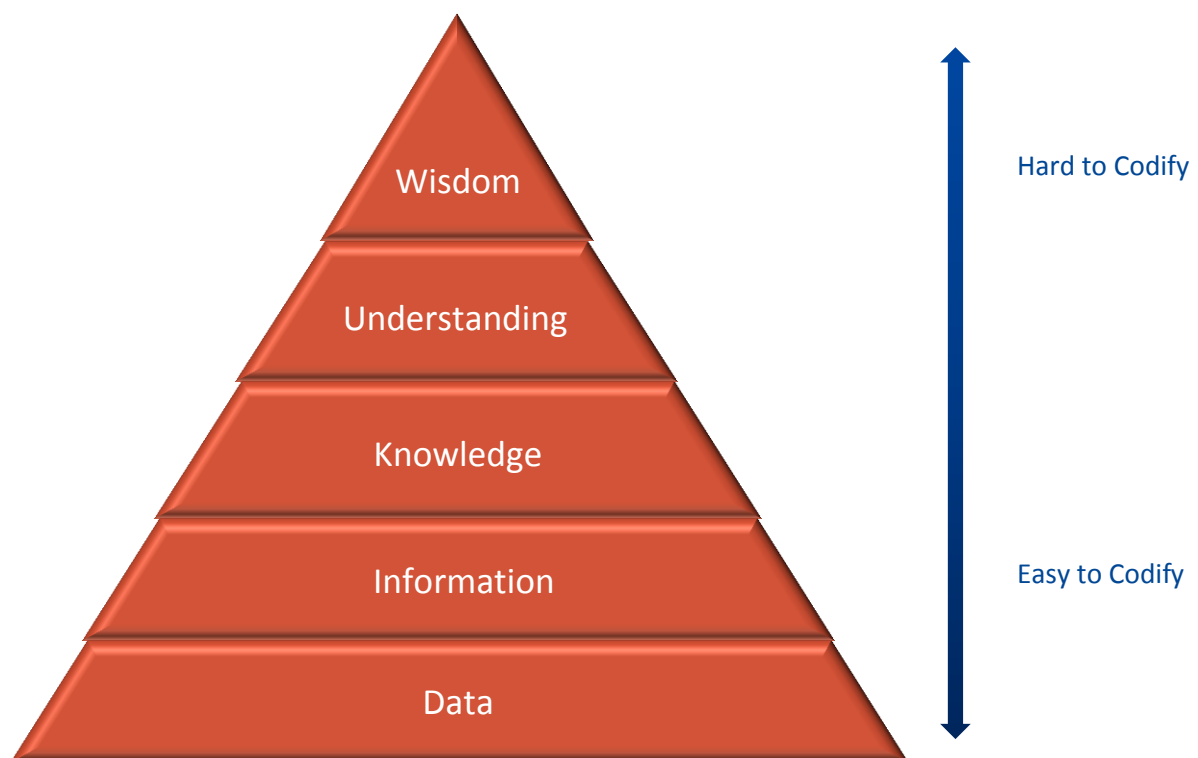 Wisdom
Hard to Codify
Understanding
Knowledge
Information
Easy to Codify
Data